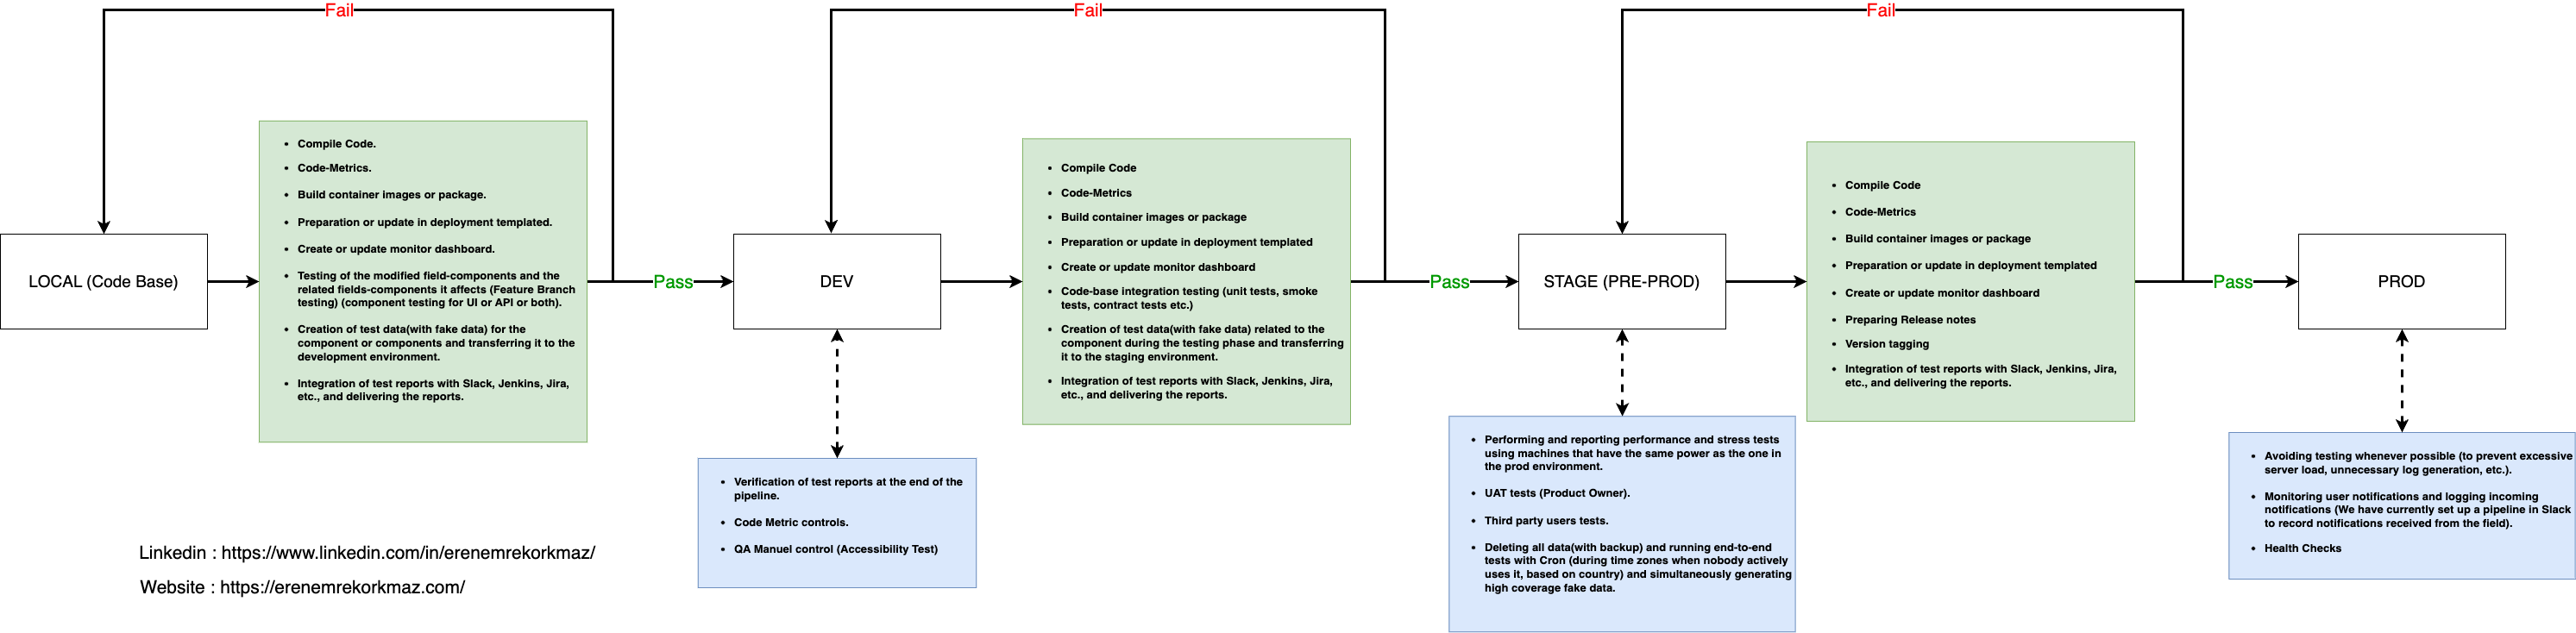 Fail
Fail
Fail
LOCAL (Code Base)
• Compile Code.
• Code-Metrics.
• Build container images or package.
• Preparation or update in deployment templated.
• Create or update monitor dashboard.
• Testing of the modified field-components and the
related fields-components it affects (Feature Branch
testing) (component testing for UI or API or both).
• Creation of test data(with fake data) for the
component or components and transferring it to the
development environment.
• Integration of test reports with Slack, Jenkins, Jira,
etc., and delivering the reports.
Pass
DEV
• Verification of test reports at the end of the
pipeline.
• Code Metric controls.
• QA Manuel control (Accessibility Test)
• Compile Code
• Code-Metrics
• Build container images or package
• Preparation or update in deployment templated
• Create or update monitor dashboard
• Code-base integration testing (unit tests, smoke
tests, contract tests etc.)
• Creation of test data(with fake data) related to the
component during the testing phase and transferring
it to the staging environment.
• Integration of test reports with Slack, Jenkins, Jira,
etc., and delivering the reports.
Pass
STAGE (PRE-PROD)
• Performing and reporting performance and stress tests
using machines that have the same power as the one in
the prod environment.
• UAT tests (Product Owner).
• Third party users tests.
• Deleting all data(with backup) and running end-to-end
tests with Cron (during time zones when nobody actively
uses it, based on country) and simultaneously generating
high coverage fake data.
• Compile Code
• Code-Metrics
• Build container images or package
• Preparation or update in deployment templated
• Create or update monitor dashboard
• Preparing Release notes
• Version tagging
• Integration of test reports with Slack, Jenkins, Jira,
etc., and delivering the reports.
Pass
PROD
• Avoiding testing whenever possible (to prevent excessive
server load, unnecessary log generation, etc.).
• Monitoring user notifications and logging incoming
notifications (We have currently set up a pipeline in Slack
to record notifications received from the field).
• Health Checks
Linkedin : https://www.linkedin.com/in/erenemrekorkmaz/
Website : https://erenemrekorkmaz.com/